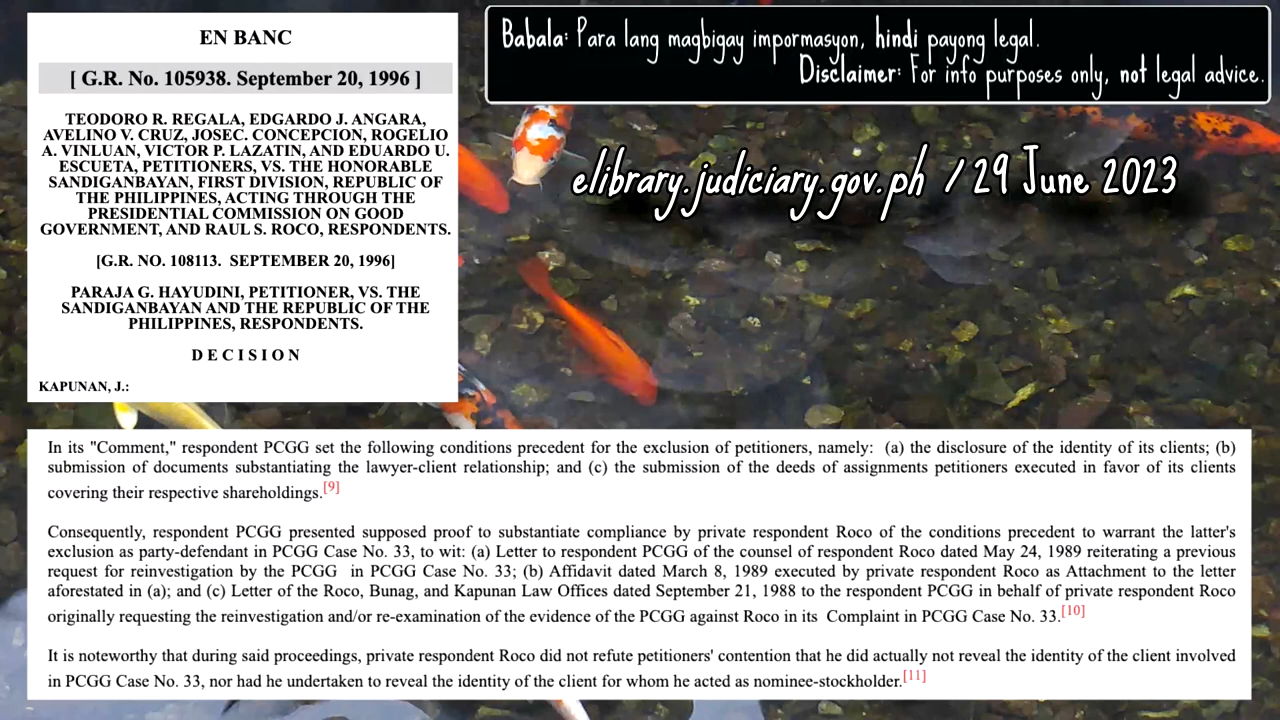 EN BANC
[ G.R. No. 105938. September 20, 1996 ]
TEODORO R. REGALA, EDGARDO J. ANGARA,
AVELINO V. CRUZ, JOSEC. CONCEPCION, ROGELIO
A. VINLUAN, VICTOR P. LAZATIN, AND EDUARDO U.
ESCUETA, PETITIONERS, VS. THE HONORABLE
SANDIGANBAYAN, FIRST DIVISION, REPUBLIC OF
THE PHILIPPINES, ACTING THROUGH THE
PRESIDENTIAL COMMISSION ON GOOD
GOVERNMENT, AND RAUL S. ROCO, RESPONDENTS.
[G.R. NO. 108113. SEPTEMBER 20, 1996]
PARAJA G. HAYUDINI, PETITIONER, VS. THE
SANDIGANBAYAN AND THE REPUBLIC OF THE
PHILIPPINES, RESPONDENTS.
D E C I S I O N
KAPUNAN, J.:
Babala: Para lang magbigay impormasyon, hindi payong legal.
Disclaimer: For info purposes only, not legal advice.
elibrary.judiciary.gov.ph / 29 June 2023
In its "Comment," respondent PCGG set the following conditions precedent for the exclusion of petitioners, namely: (a) the disclosure of the identity of its clients; (b)
submission of documents substantiating the lawyer-client relationship; and (c) the submission of the deeds of assignments petitioners executed in favor of its clients
covering their respective shareholdings.[9]
Consequently, respondent PCGG presented supposed proof to substantiate compliance by private respondent Roco of the conditions precedent to warrant the latter's
exclusion as party-defendant in PCGG Case No. 33, to wit: (a) Letter to respondent PCGG of the counsel of respondent Roco dated May 24, 1989 reiterating a previous
request for reinvestigation by the PCGG in PCGG Case No. 33; (b) Affidavit dated March 8, 1989 executed by private respondent Roco as Attachment to the letter
aforestated in (a); and (c) Letter of the Roco, Bunag, and Kapunan Law Offices dated September 21, 1988 to the respondent PCGG in behalf of private respondent Roco
originally requesting the reinvestigation and/or re-examination of the evidence of the PCGG against Roco in its Complaint in PCGG Case No. 33.[10]
It is noteworthy that during said proceedings, private respondent Roco did not refute petitioners' contention that he did actually not reveal the identity of the client involved
in PCGG Case No. 33, nor had he undertaken to reveal the identity of the client for whom he acted as nominee-stockholder.[11]